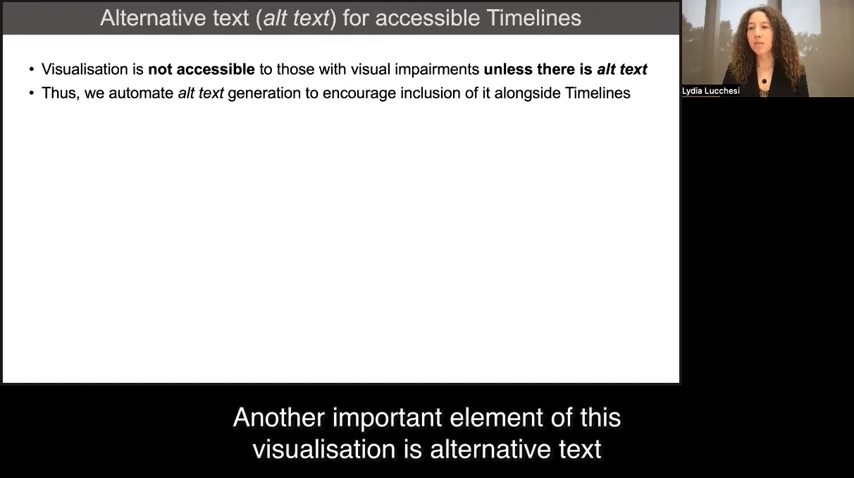 Alternative text (alt text) for accessible Timelines
• Visualisation is not accessible to those with visual impairments unless there is alt text
• Thus, we automate alt text generation to encourage inclusion of it alongside Timelines
Lydia Lucchesi
Another important element of this
visualisation is alternative text